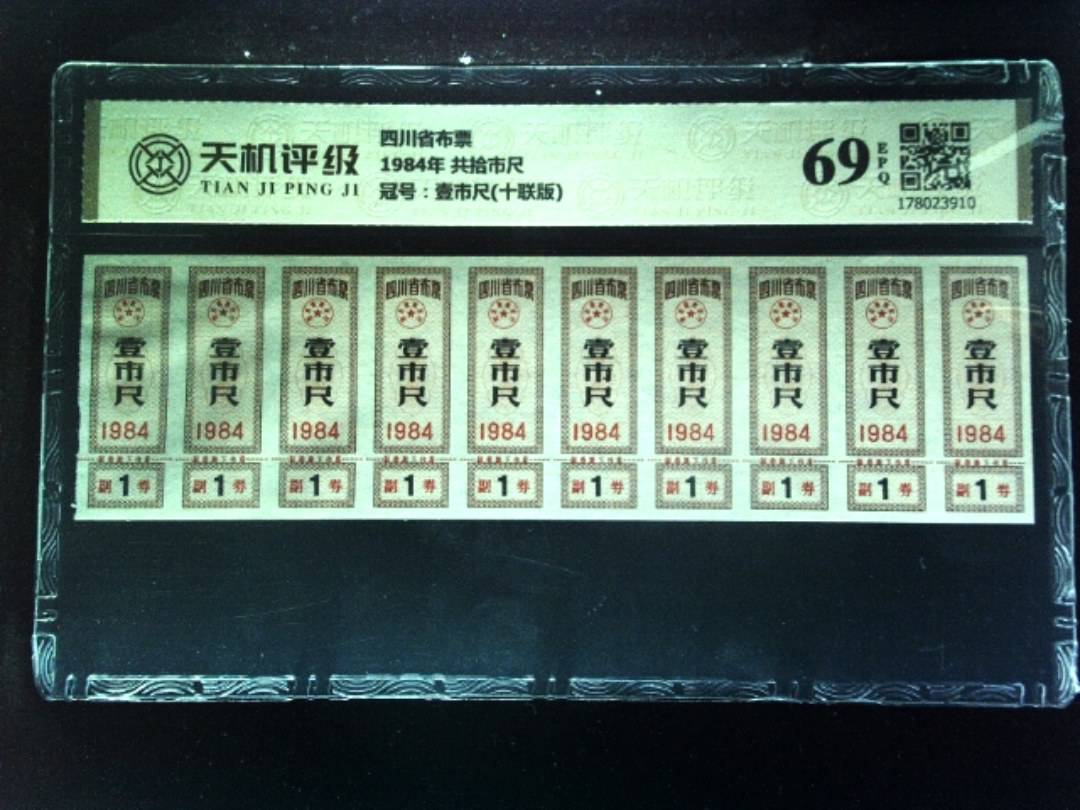 天机评级
TIAN JI PING JI
四川省布票
1984年 共拾市尺
冠号：壹市尺(十联版)
69 EPQ
178023910
四川省布票 四川省布票 四川省布票 四川省布票 四川省布票 四川省布票 四川省布票 四川省布票 四川省布票 四川省布票
壹市尺 壹市尺 壹市尺 壹市尺 壹市尺 壹市尺 壹市尺 壹市尺 壹市尺 壹市尺
1984 1984 1984 1984 1984 1984 1984 1984 1984 1984
副1券 副1券 副1券 副1券 副1券 副1券 副1券 副1券 副1券 副1券